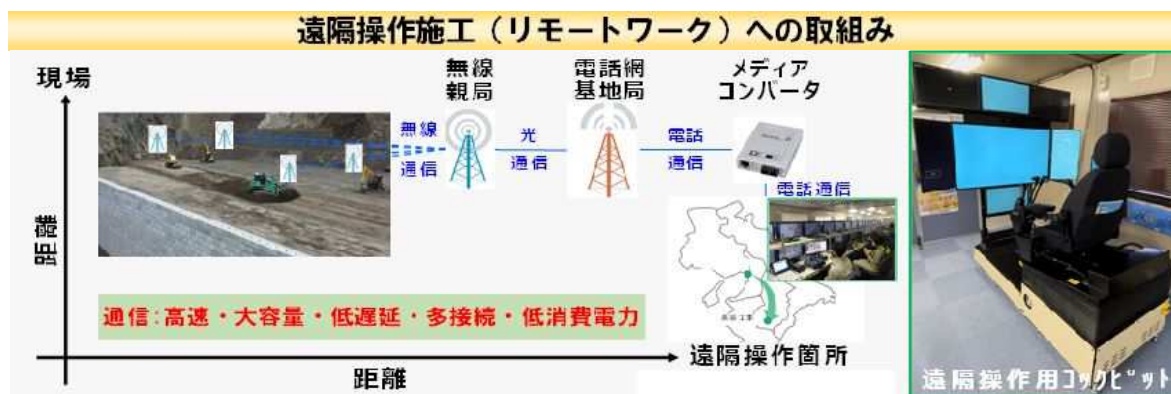 遠隔操作施工（リモートワーク）への取組み
現場
無線
親局
電話網
基地局
メディア
コンバータ
無線
通信
光
通信
電話
通信
電話通信
距離
通信:高速・大容量・低遅延・多接続・低消費電力
距離
遠隔操作箇所
遠隔操作用ｺｯｸﾋﾟｯﾄ